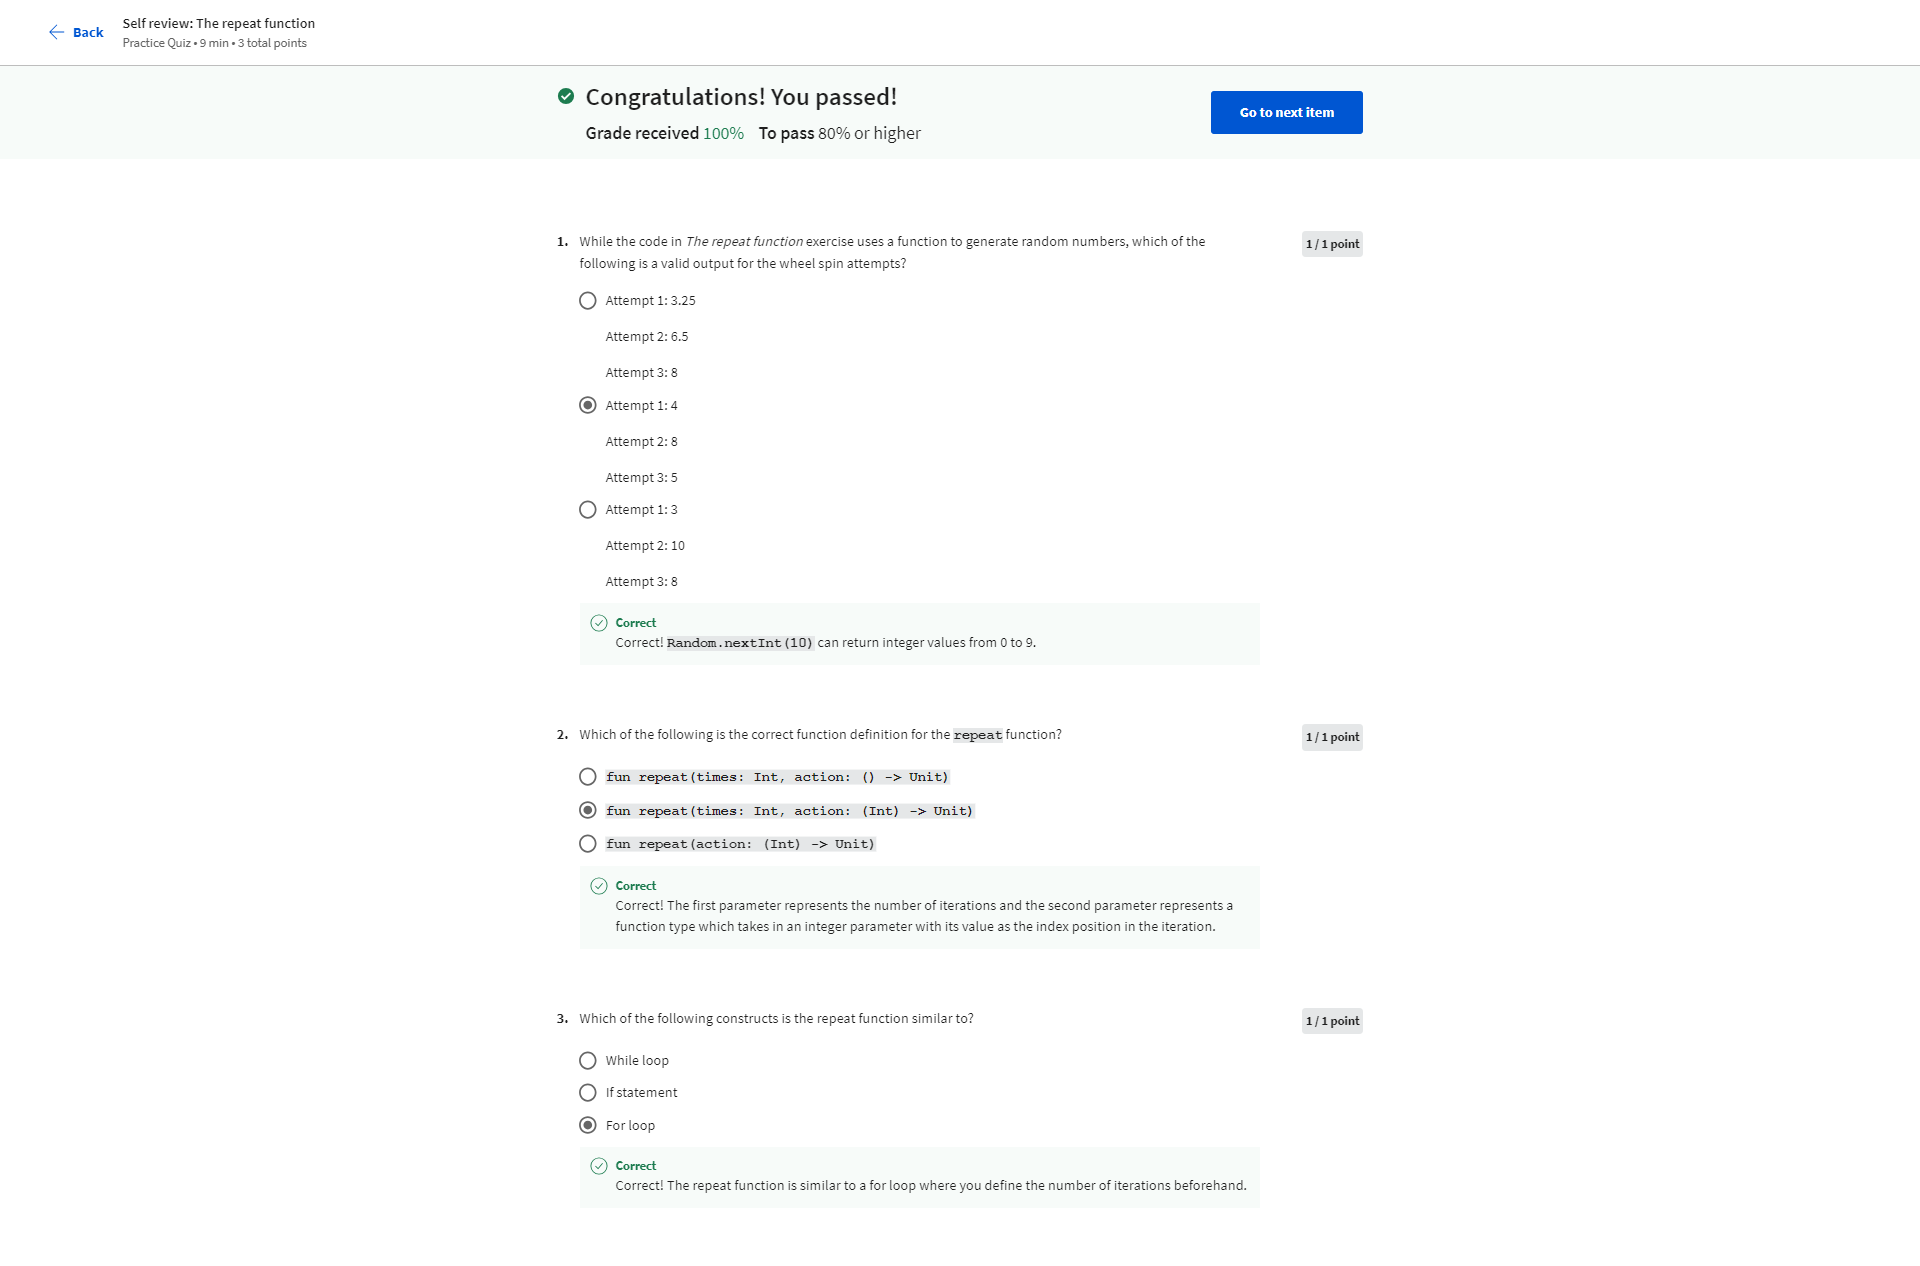 Back
Self review: The repeat function
Practice Quiz • 9 min • 3 total points
Congratulations! You passed!
Grade received 100% To pass 80% or higher
Go to next item
1. While the code in The repeat function exercise uses a function to generate random numbers, which of the
following is a valid output for the wheel spin attempts?
1 / 1 point
Attempt 1: 3.25
Attempt 2: 6.5
Attempt 3: 8
Attempt 1: 4
Attempt 2: 8
Attempt 3: 5
Attempt 1: 3
Attempt 2: 10
Attempt 3: 8
Correct
Correct! Random.nextInt(10) can return integer values from 0 to 9.
2. Which of the following is the correct function definition for the repeat function?
1 / 1 point
fun repeat(times: Int, action: () -> Unit)
fun repeat(times: Int, action: (Int) -> Unit)
fun repeat(action: (Int) -> Unit)
Correct
Correct! The first parameter represents the number of iterations and the second parameter represents a
function type which takes in an integer parameter with its value as the index position in the iteration.
3. Which of the following constructs is the repeat function similar to?
1 / 1 point
While loop
If statement
For loop
Correct
Correct! The repeat function is similar to a for loop where you define the number of iterations beforehand.